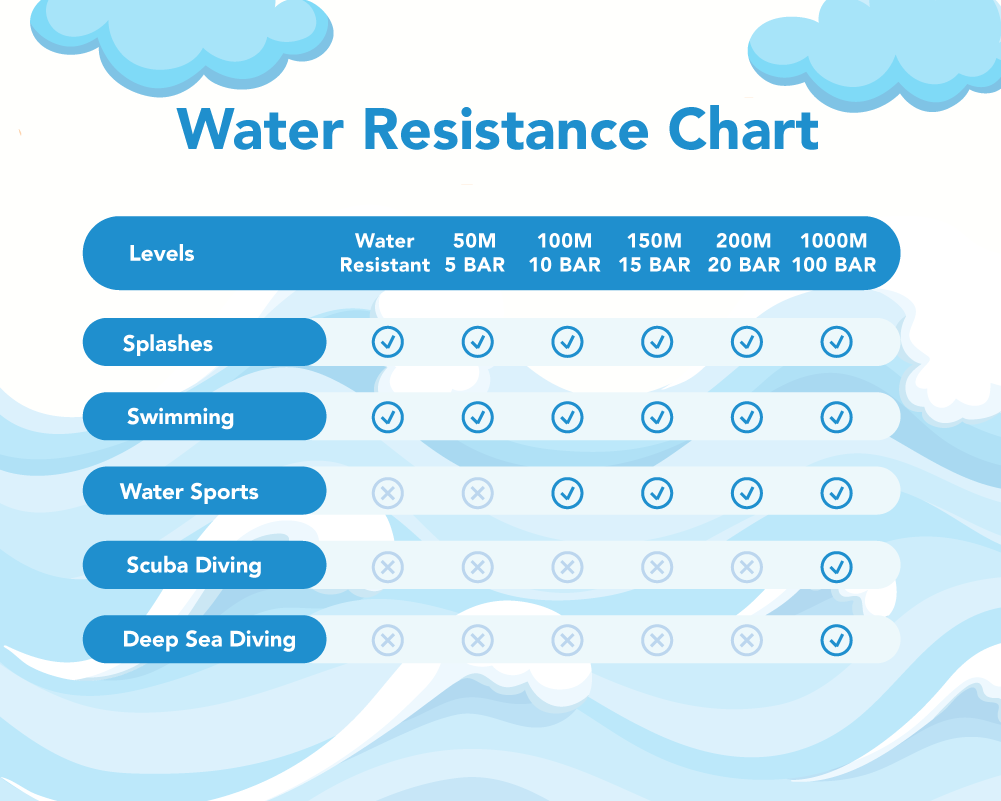 Water Resistance Chart
Levels
Water Resistant
50M 5 BAR
100M 10 BAR
150M 15 BAR
200M 20 BAR
1000M 100 BAR
Splashes
Swimming
Water Sports
Scuba Diving
Deep Sea Diving